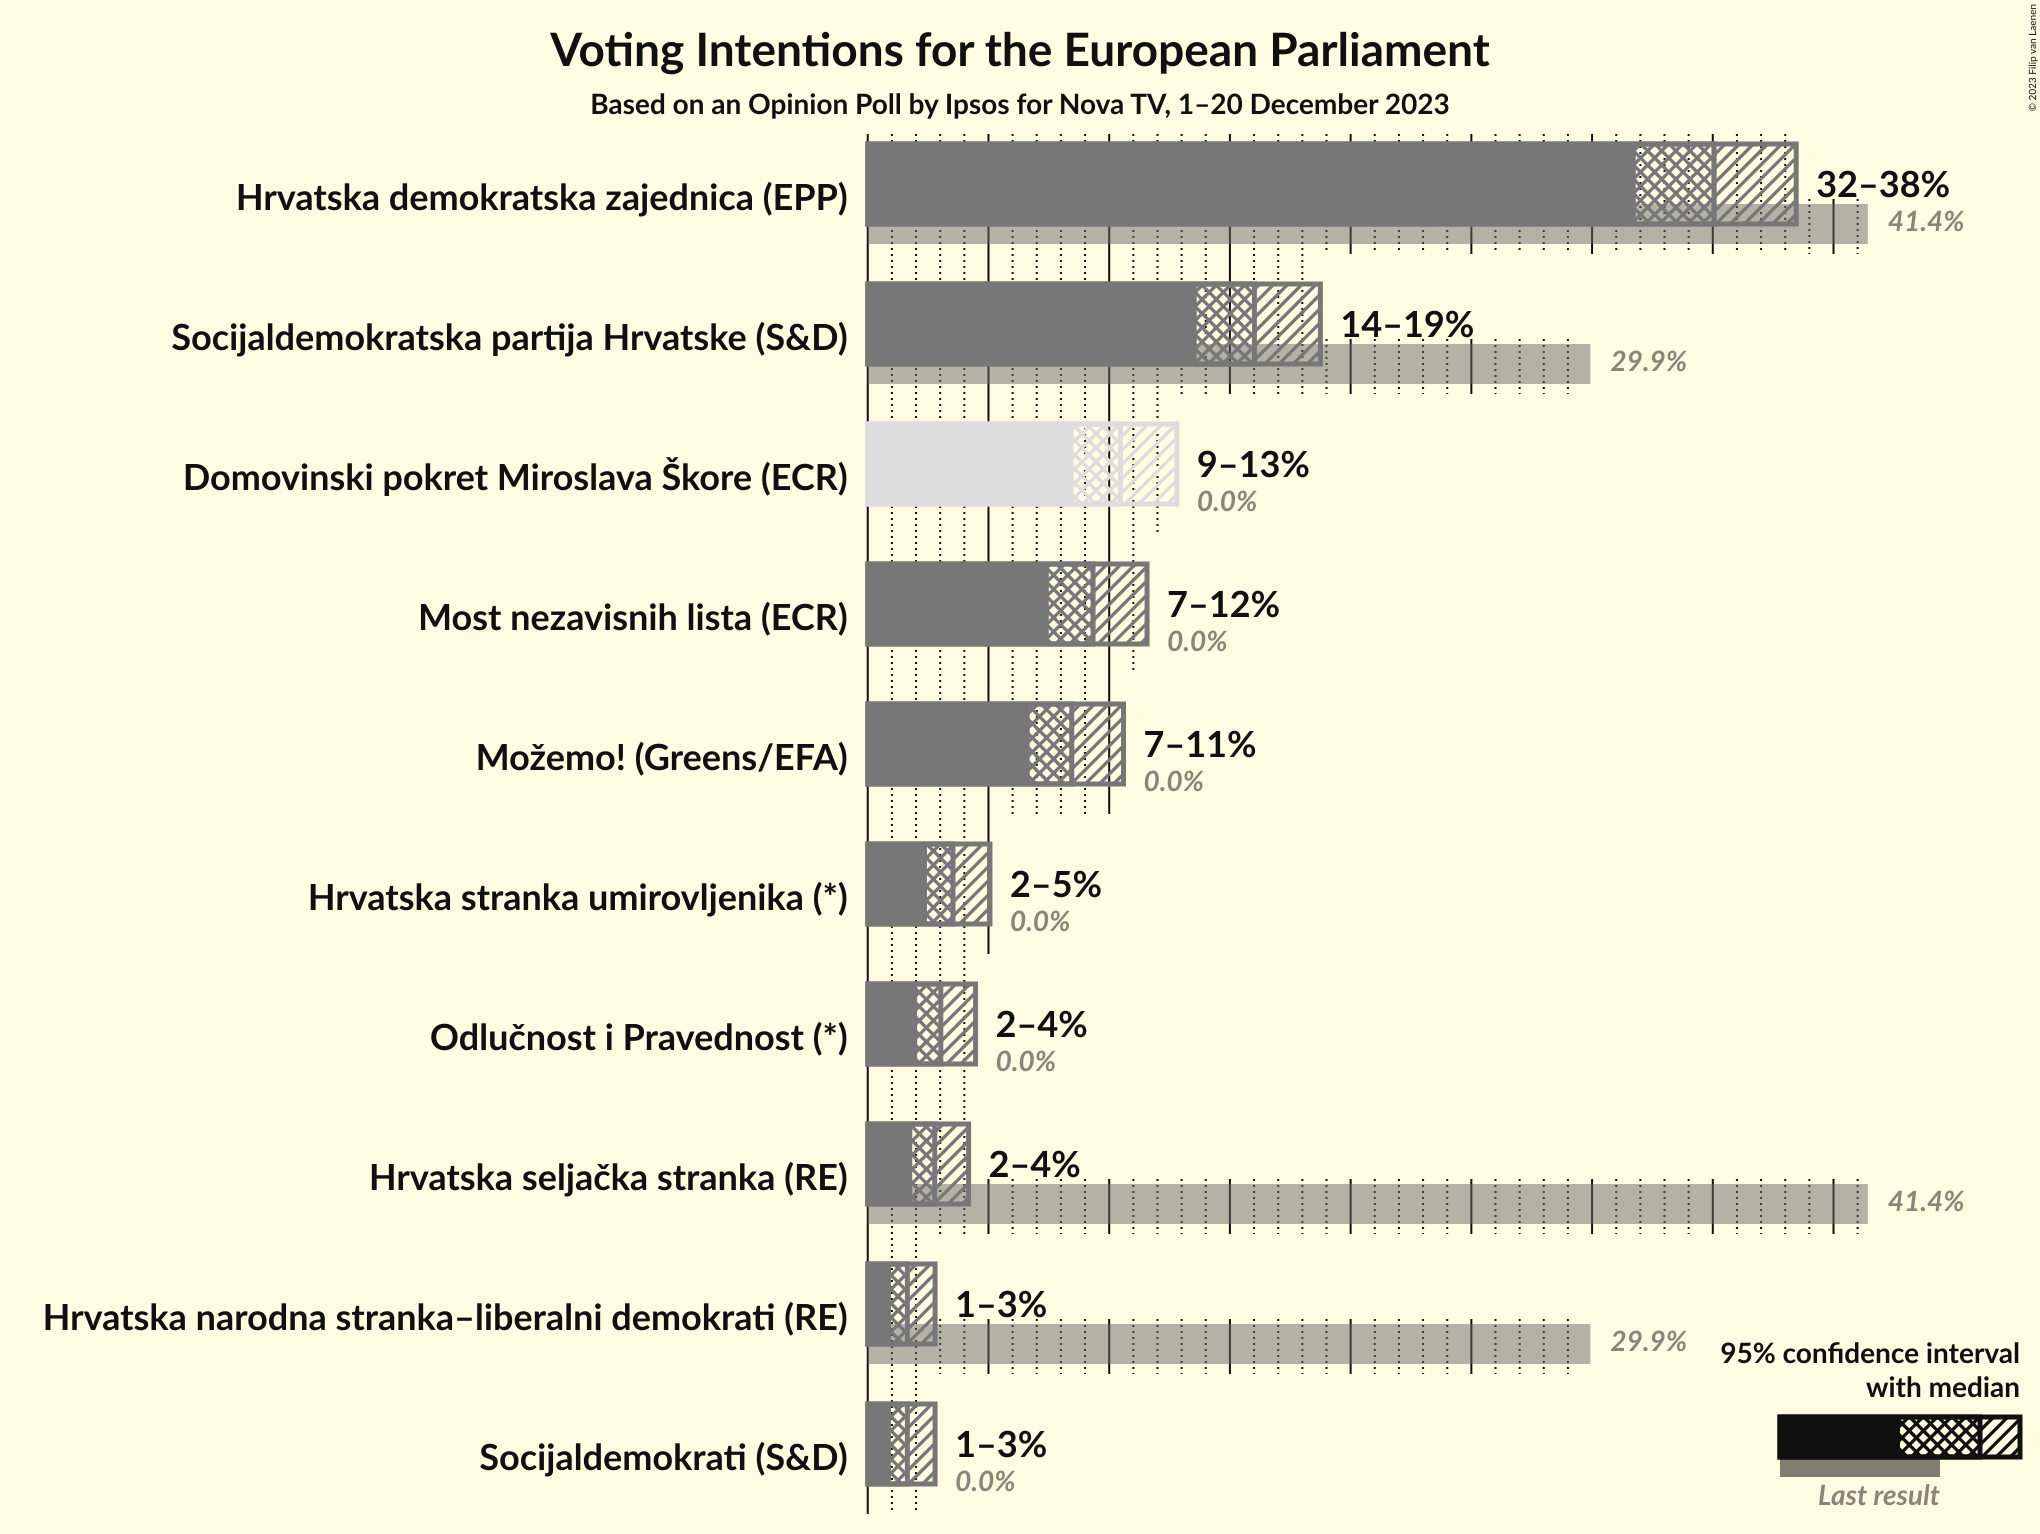 Voting Intentions for the European Parliament
Based on an Opinion Poll by Ipsos for Nova TV, 1–20 December 2023
© 2023 Filip van Laenen
Hrvatska demokratska zajednica (EPP)
32–38%
41.4%
Socijaldemokratska partija Hrvatske (S&D)
14–19%
29.9%
Domovinski pokret Miroslava Škore (ECR)
9–13%
0.0%
Most nezavisnih lista (ECR)
7–12%
0.0%
Možemo! (Greens/EFA)
7–11%
0.0%
Hrvatska stranka umirovljenika (*)
2–5%
0.0%
Odlučnost i Pravednost (*)
2–4%
0.0%
Hrvatska seljačka stranka (RE)
2–4%
41.4%
Hrvatska narodna stranka–liberalni demokrati (RE)
1–3%
29.9%
Socijaldemokrati (S&D)
1–3%
0.0%
95% confidence interval
with median
Last result